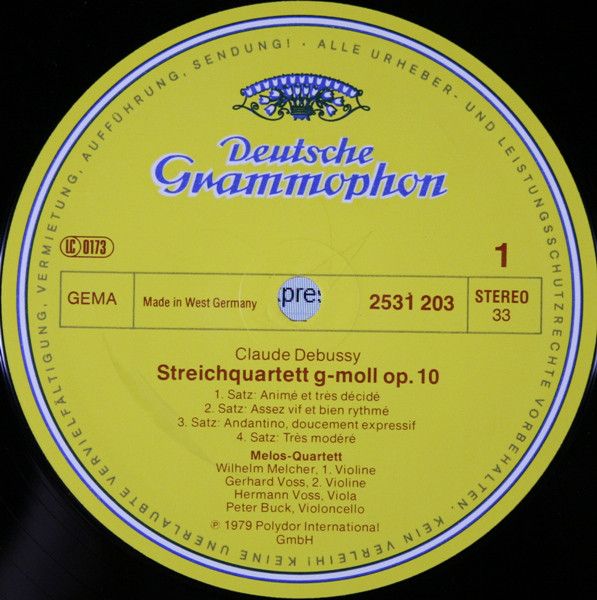 ALLE URHEBER- UND LEISTUNGSSCHUTZRECHTE VORBEHALTEN. KEIN VERLEIH! KEINE UNERLAUBTE VERVIELFÄLTIGUNG, VERMIETUNG, AUFFÜHRUNG, SENDUNG! ·
Deutsche
Grammophon
LC 0173
1
GEMA
Made in West Germany
pres
2531 203
STEREO
33
Claude Debussy
Streichquartett g-moll op. 10
1. Satz: Animé et très décidé
2. Satz: Assez vif et bien rythmé
3. Satz: Andantino, doucement expressif
4. Satz: Très modéré
Melos-Quartett
Wilhelm Melcher, 1. Violine
Gerhard Voss, 2. Violine
Hermann Voss, Viola
Peter Buck, Violoncello
℗ 1979 Polydor International
GmbH